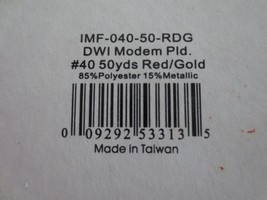 IMF-040-50-RDG
DWI Modem Pld.
#40 50yds Red/Gold
85%Polyester 15%Metallic
0 09292 53313 5
Made in Taiwan